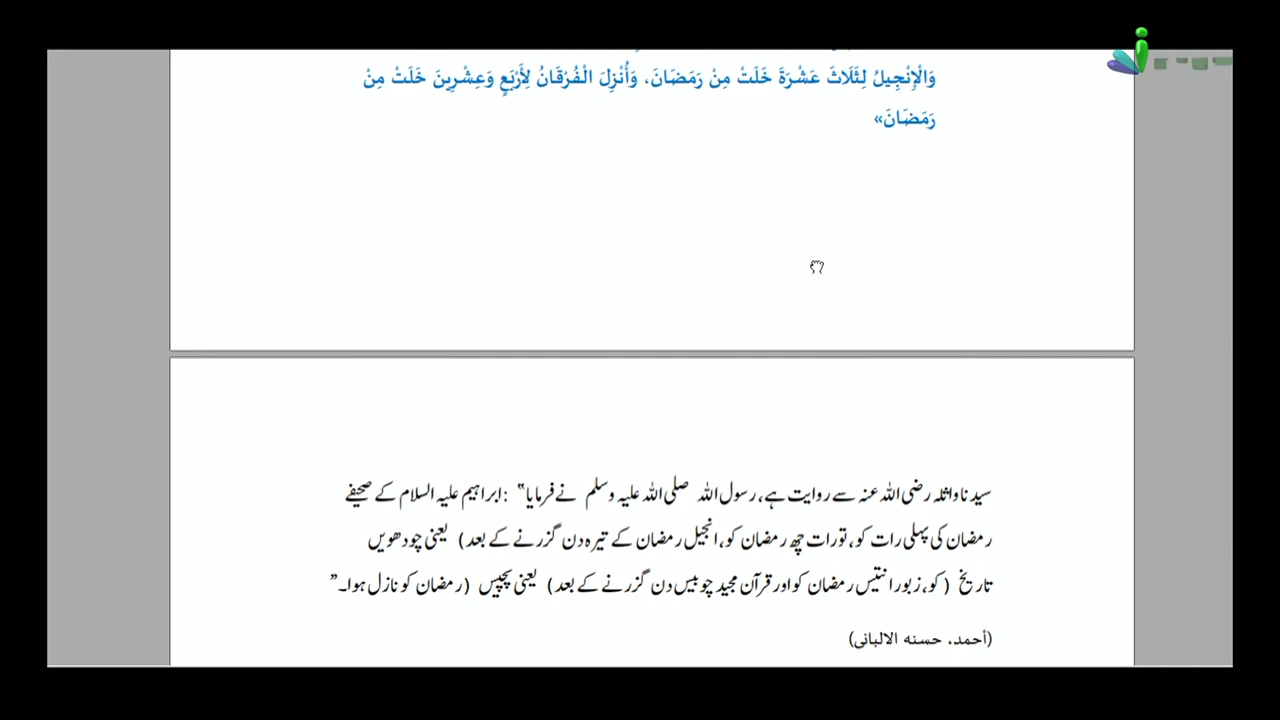 وَالْإِنْجِيلُ لِثَلَاثَ عَشْرَةَ خَلَتْ مِنْ رَمَضَانَ، وَأُنْزِلَ الْفُرْقَانُ لِأَرْبَعٍ وَعِشْرِينَ خَلَتْ مِنْ
رَمَضَانَ»
سیدنا واثلہ رضی اللہ عنہ سے روایت ہے، رسول اللہ صلی اللہ علیہ وسلم نے فرمایا" :ابراہیم علیہ السلام کے صحیفے
رمضان کی پہلی رات کو، تورات چھ رمضان کو، انجیل رمضان کے تیرہ دن گزرنے کے بعد) یعنی چودھویں
تاریخ (کو، زبور انتیس رمضان کو اور قرآن مجید چوبیس دن گزرنے کے بعد) یعنی پچیس (رمضان کو نازل ہوا۔"
(أحمد، حسنه الالبانی)